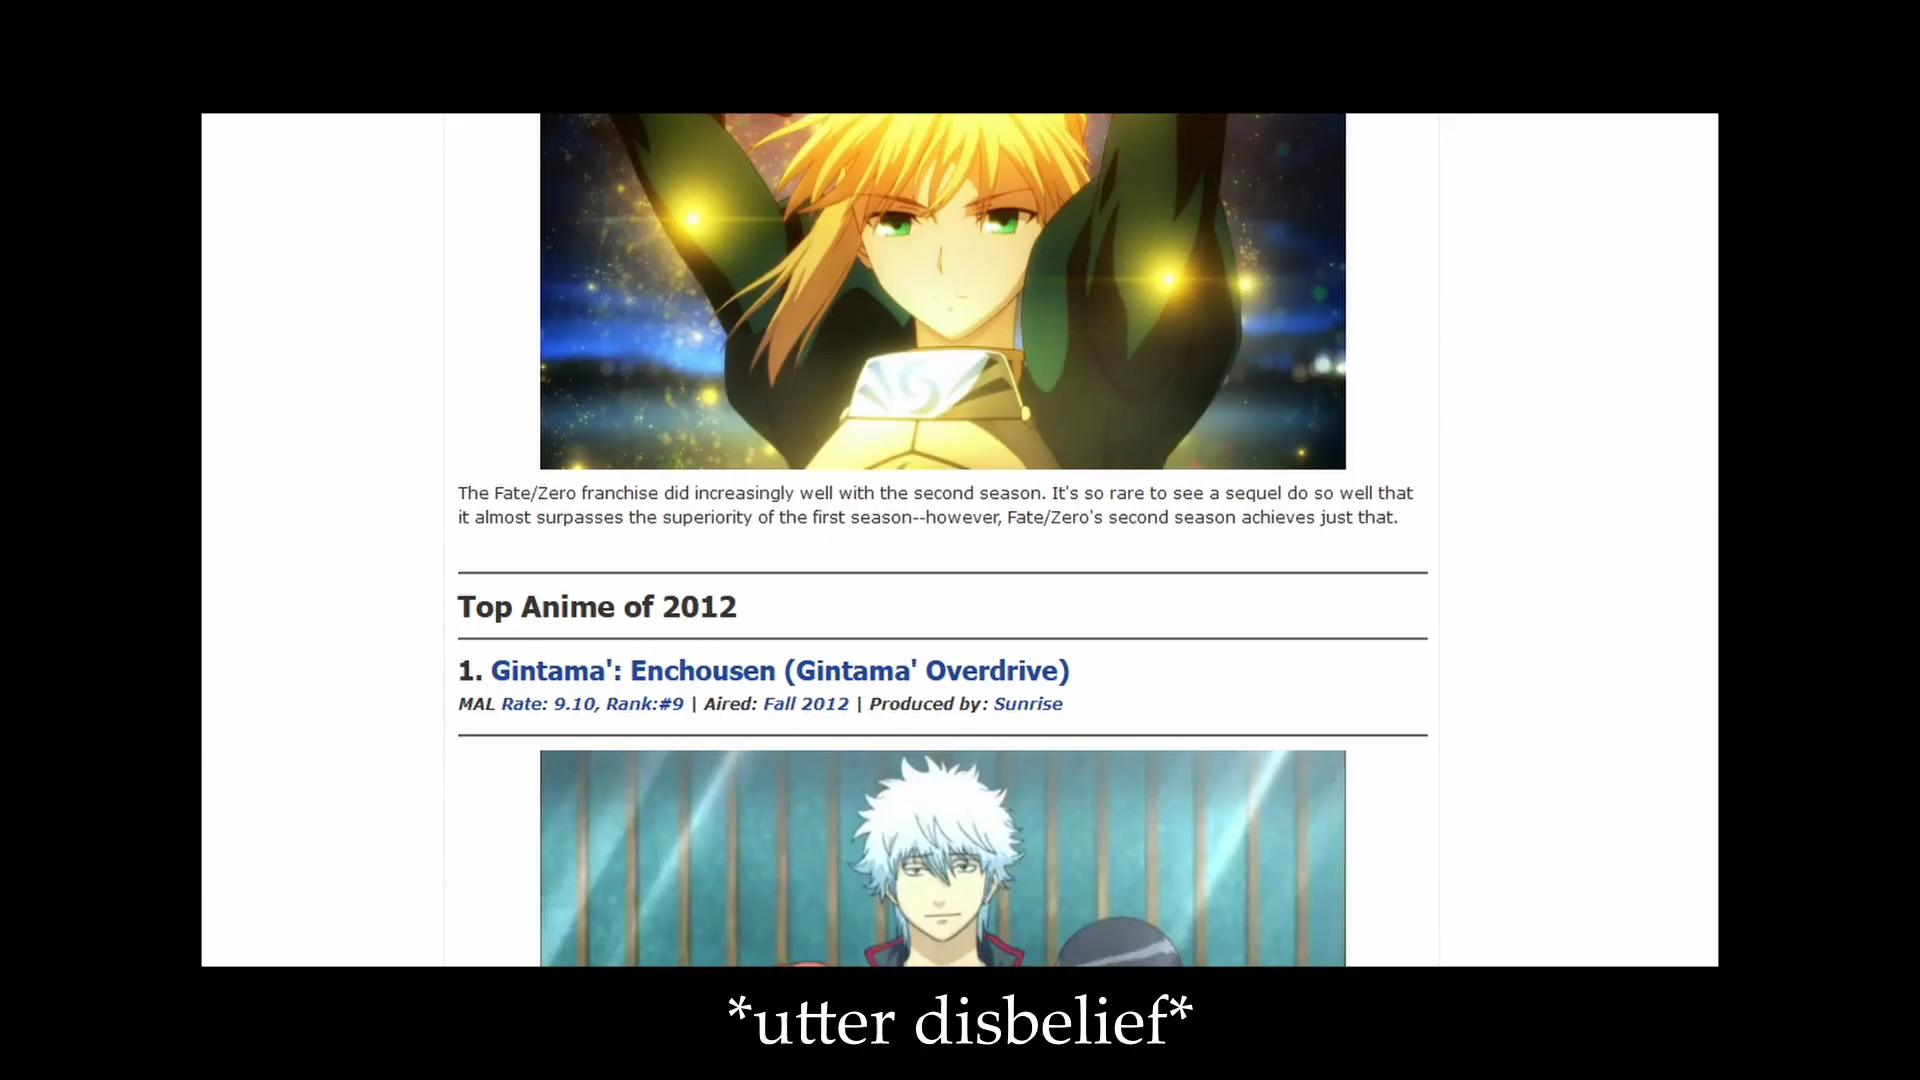 The Fate/Zero franchise did increasingly well with the second season. It's so rare to see a sequel do so well that
it almost surpasses the superiority of the first season--however, Fate/Zero's second season achieves just that.
Top Anime of 2012
1. Gintama': Enchousen (Gintama' Overdrive)
MAL Rate: 9.10, Rank:#9 | Aired: Fall 2012 | Produced by: Sunrise
*utter disbelief*